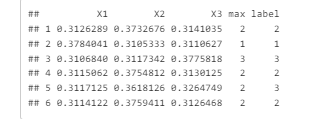 ##          X1        X2        X3 max label
## 1 0.3126289 0.3732676 0.3141035   2     2
## 2 0.3784041 0.3105333 0.3110627   1     1
## 3 0.3106840 0.3117342 0.3775818   3     3
## 4 0.3115062 0.3754812 0.3130125   2     2
## 5 0.3117125 0.3618126 0.3264749   2     3
## 6 0.3114122 0.3759411 0.3126468   2     2